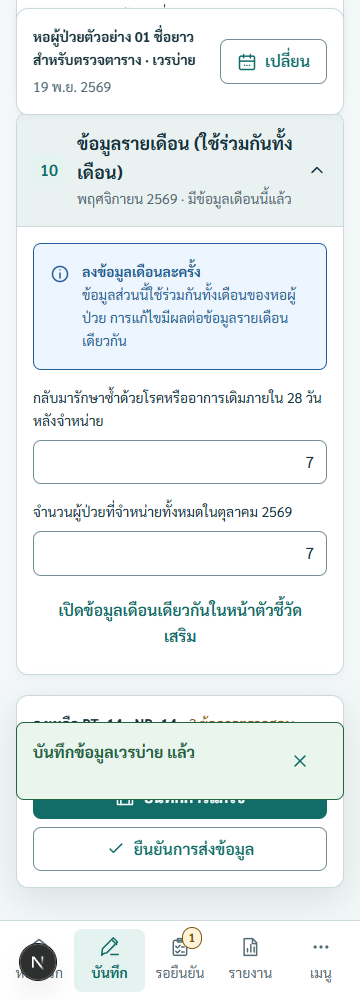 หอผู้ป่วยตัวอย่าง 01 ชื่อยาว
สำหรับตรวจตาราง · เวรบ่าย
19 พ.ย. 2569
เปลี่ยน
10
ข้อมูลรายเดือน (ใช้ร่วมกันทั้ง
เดือน)
พฤศจิกายน 2569 · มีข้อมูลเดือนนี้แล้ว
ลงข้อมูลเดือนละครั้ง
ข้อมูลส่วนนี้ใช้ร่วมกันทั้งเดือนของหอผู้
ป่วย การแก้ไขมีผลต่อข้อมูลรายเดือน
เดียวกัน
กลับมารักษาซ้ำด้วยโรคหรืออาการเดิมภายใน 28 วัน
หลังจำหน่าย
7
จำนวนผู้ป่วยที่จำหน่ายทั้งหมดในตุลาคม 2569
7
เปิดข้อมูลเดือนเดียวกันในหน้าตัวชี้วัด
เสริม
บันทึกข้อมูลเวรบ่าย แล้ว
ยืนยันการส่งข้อมูล
N
บันทึก
1
รอยืนยัน
รายงาน
เมนู